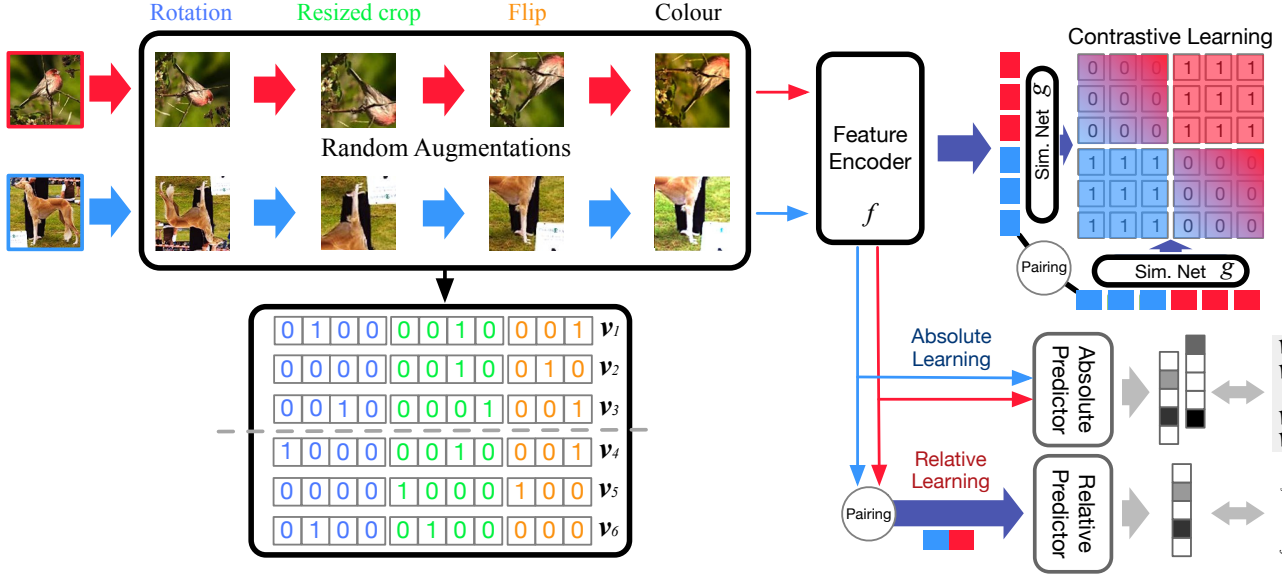 Rotation Resized crop Flip Colour
Random Augmentations
Feature
Encoder
f
Contrastive Learning
Sim. Net g
0 0 0 1 1 1
0 0 0 1 1 1
0 0 0 1 1 1
1 1 1 0 0 0
1 1 1 0 0 0
1 1 1 0 0 0
Pairing
Sim. Net g
0 1 0 0 0 0 1 0 0 0 1 v1
0 0 0 0 0 0 1 0 0 1 0 v2
0 0 1 0 0 0 0 1 0 0 1 v3
1 0 0 0 0 0 1 0 0 0 1 v4
0 0 0 0 1 0 0 0 1 0 0 v5
0 1 0 0 0 1 0 0 0 0 0 v6
Absolute
Learning
Absolute
Predictor
Relative
Learning
Pairing
Relative
Predictor